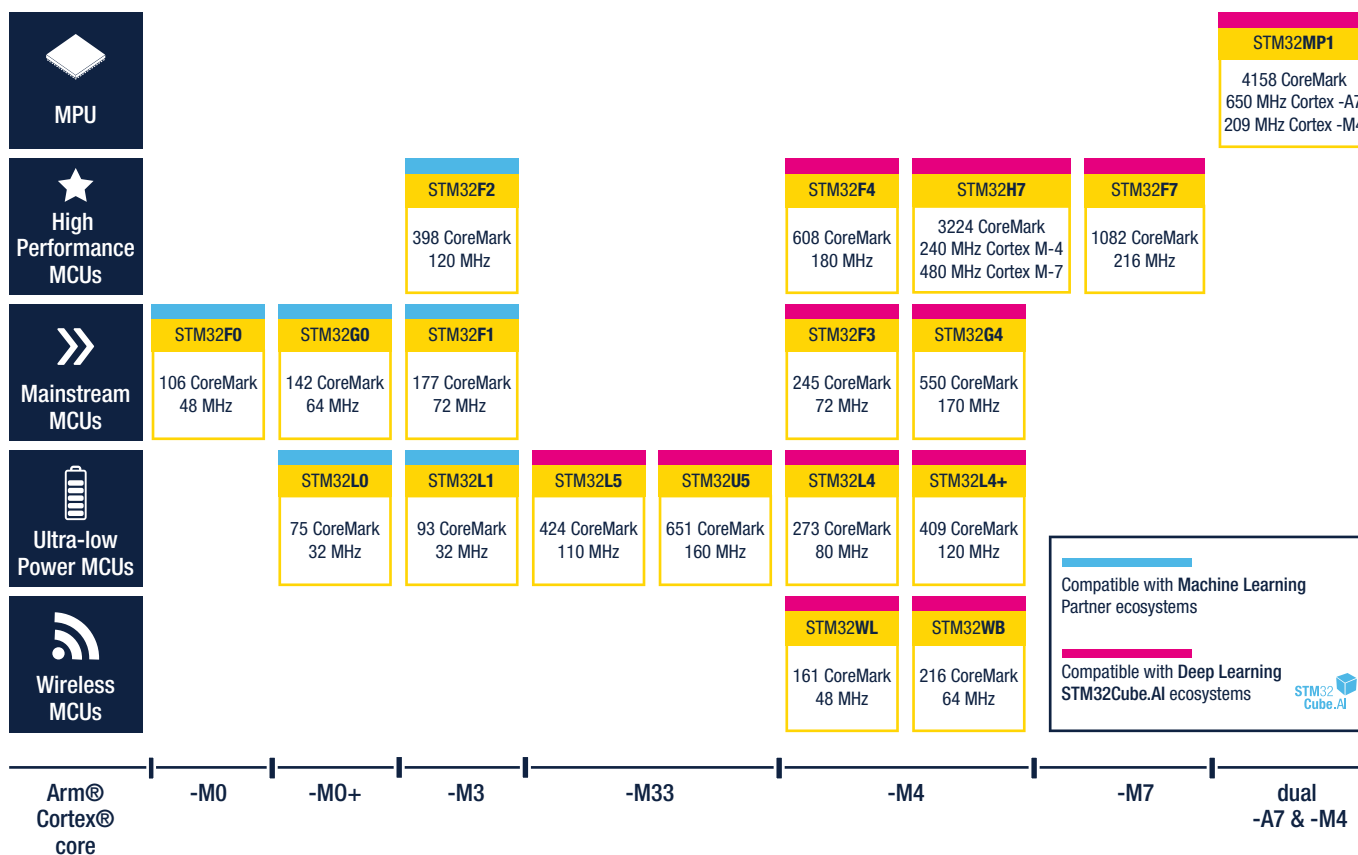 MPU
STM32MP1
4158 CoreMark
650 MHz Cortex -A7
209 MHz Cortex -M4
High
Performance
MCUs
STM32F2
398 CoreMark
120 MHz
STM32F4
608 CoreMark
180 MHz
STM32H7
3224 CoreMark
240 MHz Cortex M-4
480 MHz Cortex M-7
STM32F7
1082 CoreMark
216 MHz
Mainstream
MCUs
STM32F0
106 CoreMark
48 MHz
STM32G0
142 CoreMark
64 MHz
STM32F1
177 CoreMark
72 MHz
STM32F3
245 CoreMark
72 MHz
STM32G4
550 CoreMark
170 MHz
Ultra-low
Power MCUs
STM32L0
75 CoreMark
32 MHz
STM32L1
93 CoreMark
32 MHz
STM32L5
424 CoreMark
110 MHz
STM32U5
651 CoreMark
160 MHz
STM32L4
273 CoreMark
80 MHz
STM32L4+
409 CoreMark
120 MHz
Wireless
MCUs
STM32WL
161 CoreMark
48 MHz
STM32WB
216 CoreMark
64 MHz
Compatible with Machine Learning
Partner ecosystems
Compatible with Deep Learning
STM32Cube.AI ecosystems
STM32
Cube.AI
Arm®
Cortex®
core
-M0
-M0+
-M3
-M33
-M4
-M7
dual
-A7 & -M4